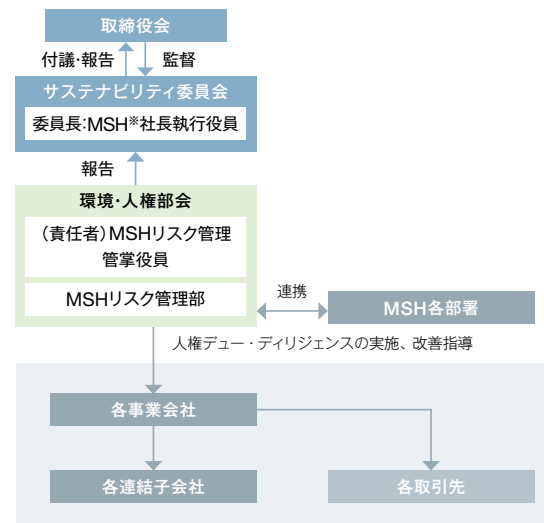 取締役会
付議・報告
監督
サステナビリティ委員会
委員長:MSH※社長執行役員
報告
環境・人権部会
（責任者）MSHリスク管理
管掌役員
MSHリスク管理部
連携
MSH各部署
人権デュー・ディリジェンスの実施、改善指導
各事業会社
各連結子会社
各取引先